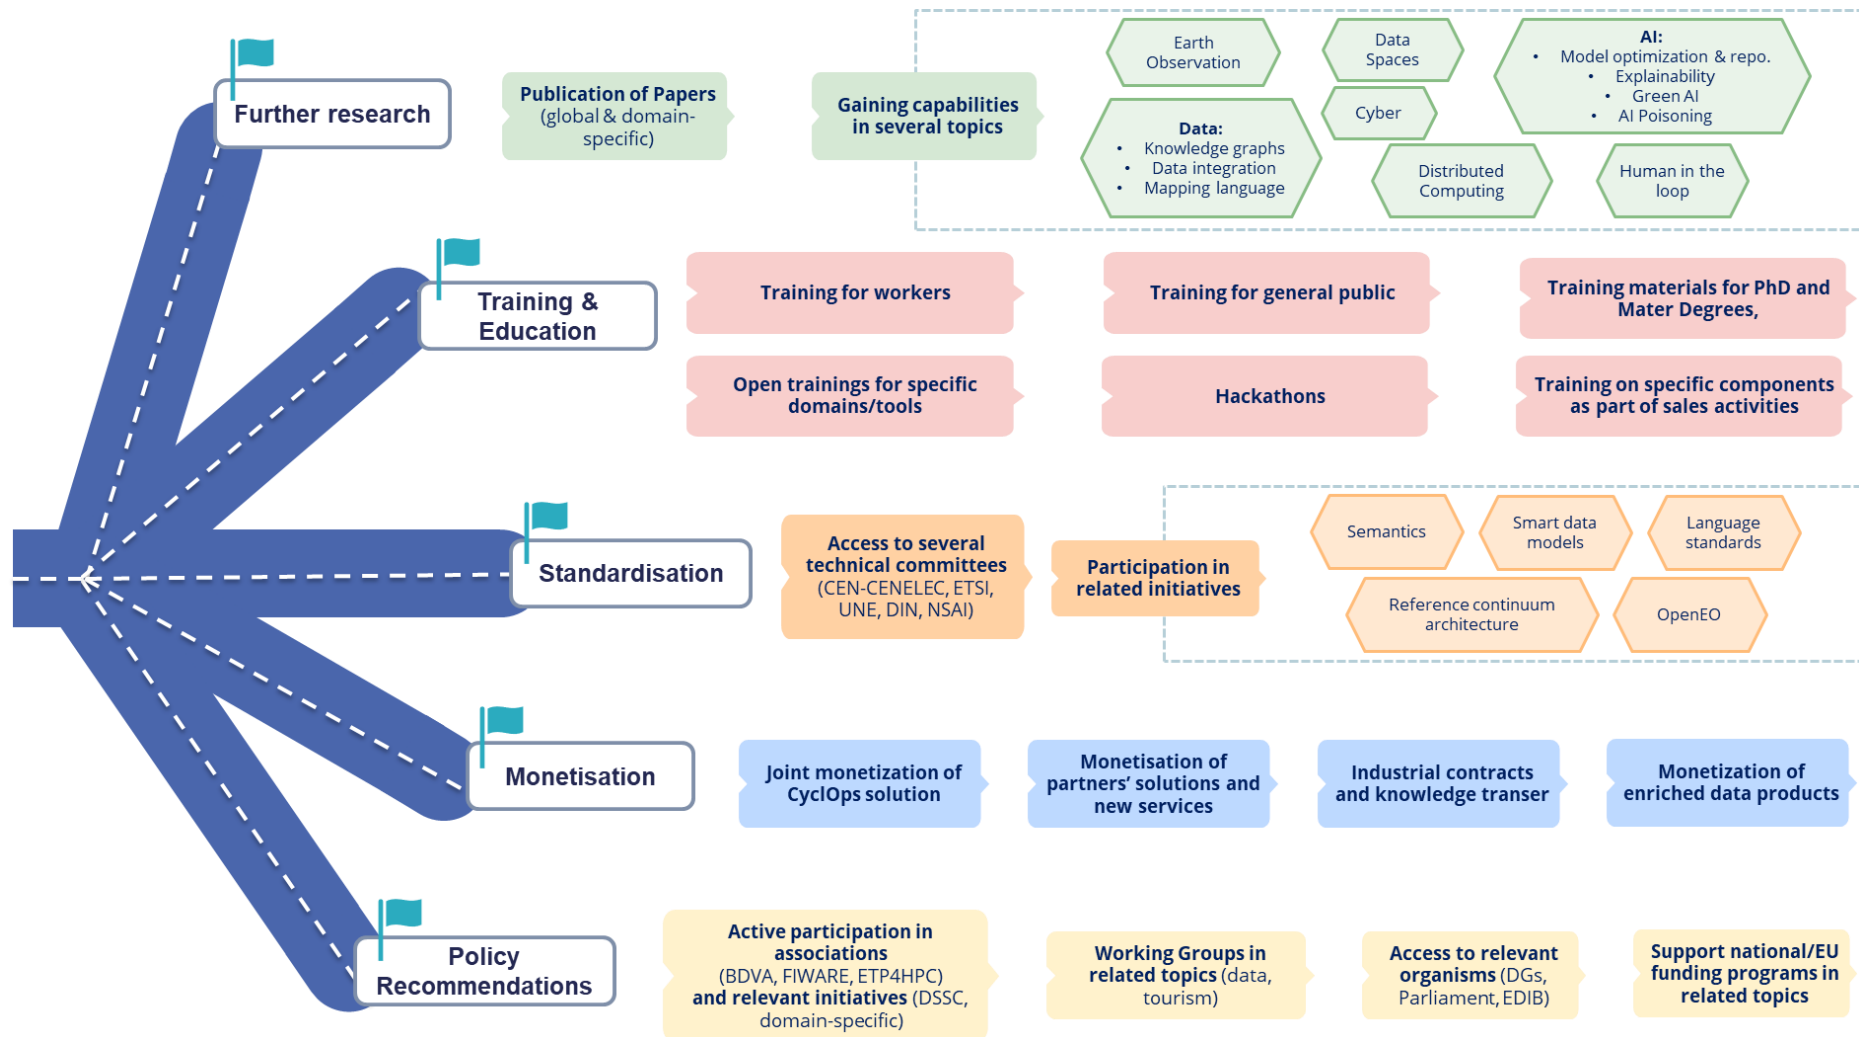 Further research
Publication of Papers
(global & domain-
specific)
Gaining capabilities
in several topics
Earth
Observation
Data
Spaces
AI:
• Model optimization & repo.
• Explainability
• Green AI
• AI Poisoning
Data:
• Knowledge graphs
• Data integration
• Mapping language
Cyber
Distributed
Computing
Human in the
loop
Training &
Education
Training for workers
Training for general public
Training materials for PhD and
Mater Degrees,
Open trainings for specific
domains/tools
Hackathons
Training on specific components
as part of sales activities
Standardisation
Access to several
technical committees
(CEN-CENELEC, ETSI,
UNE, DIN, NSAI)
Participation in
related initiatives
Semantics
Smart data
models
Language
standards
Reference continuum
architecture
OpenEO
Monetisation
Joint monetization of
CyclOps solution
Monetisation of
partners’ solutions and
new services
Industrial contracts
and knowledge transer
Monetization of
enriched data products
Policy
Recommendations
Active participation in
associations
(BDVA, FIWARE, ETP4HPC)
and relevant initiatives (DSSC,
domain-specific)
Working Groups in
related topics (data,
tourism)
Access to relevant
organisms (DGs,
Parliament, EDIB)
Support national/EU
funding programs in
related topics